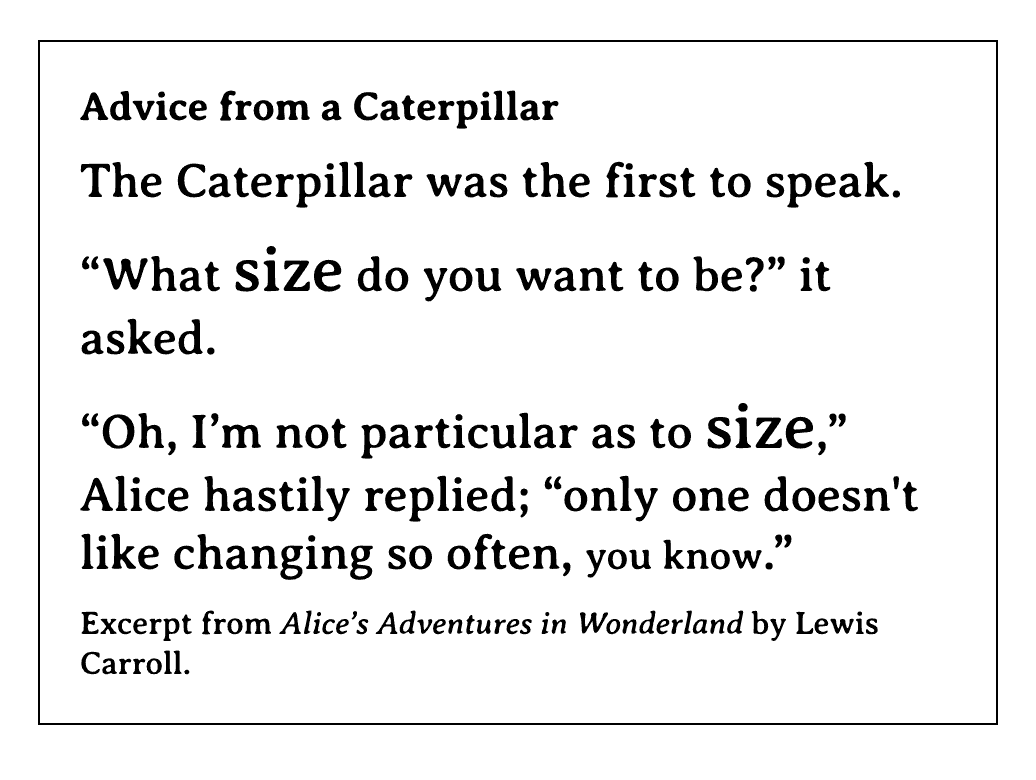 Advice from a Caterpillar
The Caterpillar was the first to speak.
“What size do you want to be?” it
asked.
“Oh, I’m not particular as to size,”
Alice hastily replied; “only one doesn't
like changing so often, you know.”
Excerpt from Alice’s Adventures in Wonderland by Lewis
Carroll.